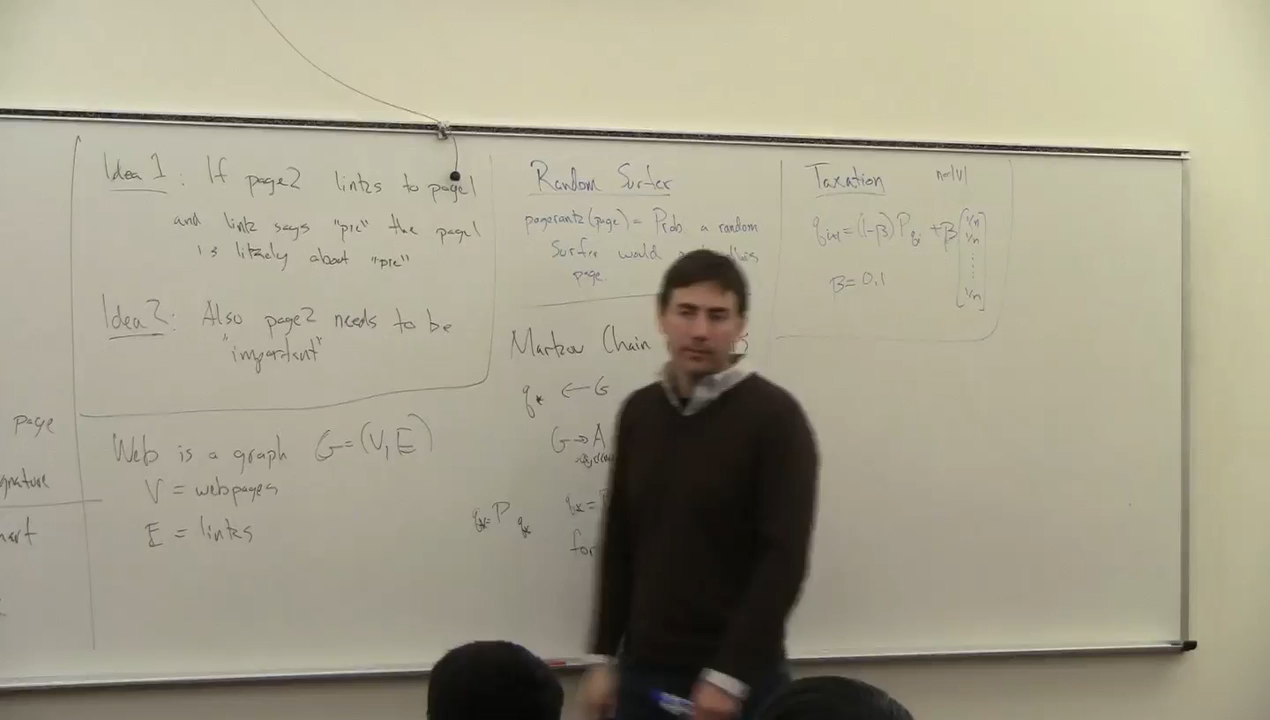 Idea 1: If page2 links to page1
and link says "pie" the page1
is likely about "pie"
Idea 2: Also page2 needs to be
"important"
page
Web is a graph G=(V,E)
V = webpages
E = links
Random Surfer
pagerank(page) = Prob. a random
Surfer would
page.
Markov Chain
q* ← G
G → A
q* = P q*
q* =
for
Taxation n=|V|
q_{i+1} = (1-β) P q_i + β [1/n 1/n ⋮ 1/n]
β = 0.1